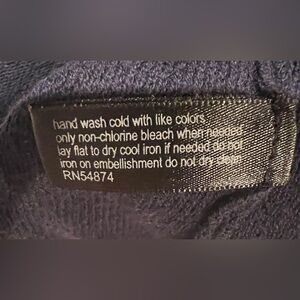 hand wash cold with like colors,
only non-chlorine bleach when needed
lay flat to dry cool iron if needed do not
iron on embellishment do not dry clean
RN54874